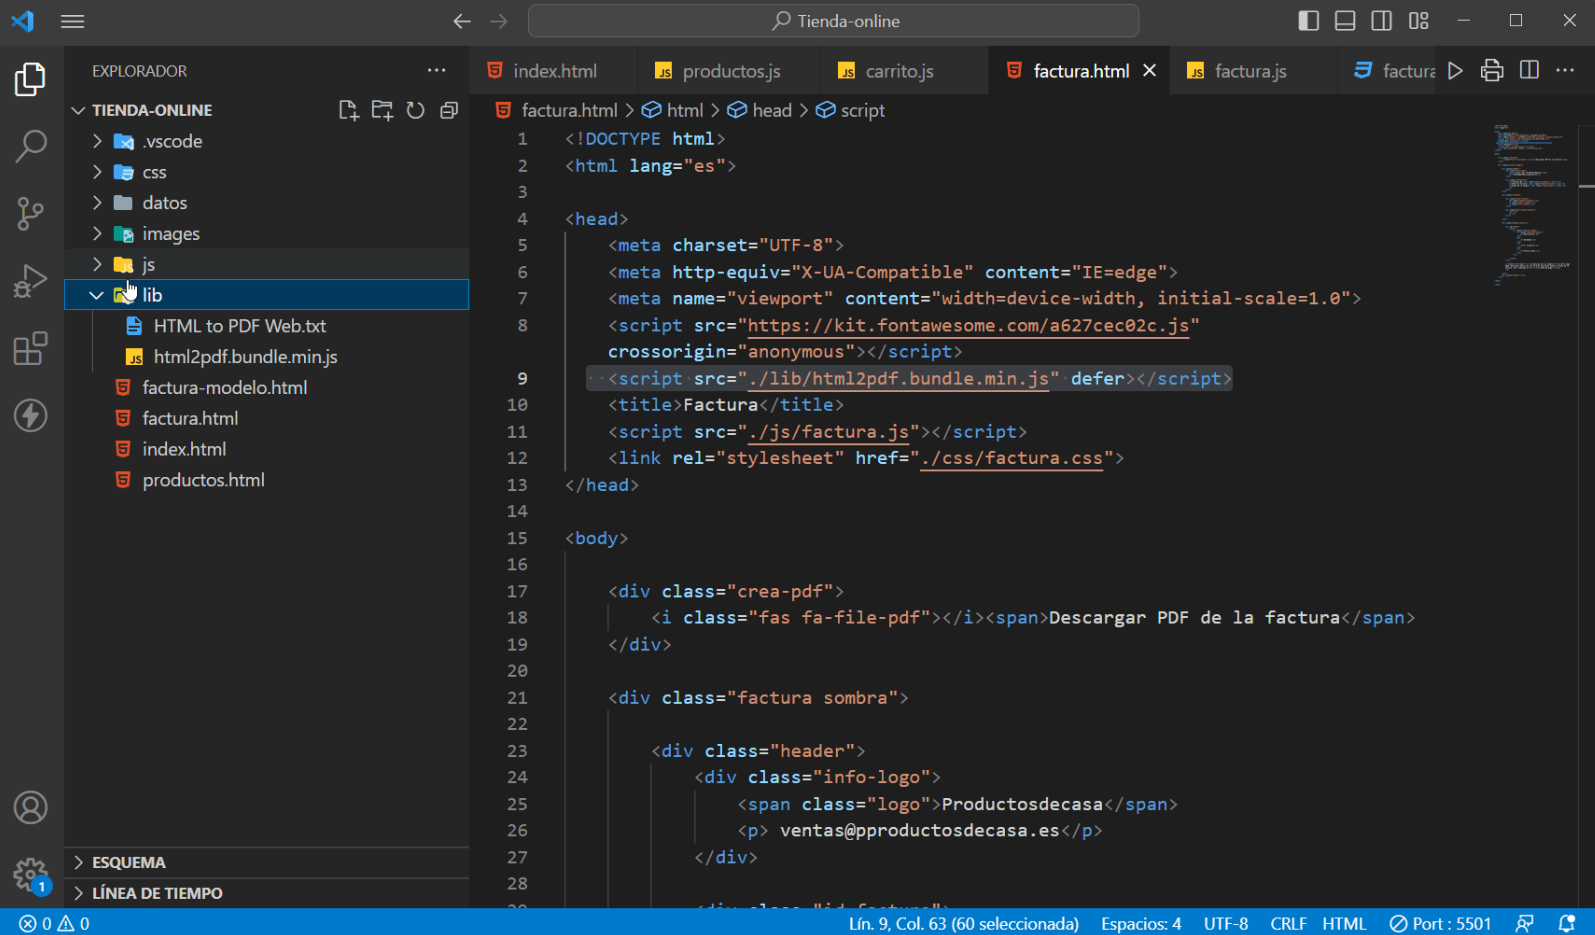 Tienda-online
EXPLORADOR
TIENDA-ONLINE
.vscode
css
datos
images
js
lib
HTML to PDF Web.txt
html2pdf.bundle.min.js
factura-modelo.html
factura.html
index.html
productos.html
ESQUEMA
LÍNEA DE TIEMPO
1
index.html
JS productos.js
JS carrito.js
factura.html
JS factura.js
factura
factura.html > html > head > script
1 <!DOCTYPE html>
2 <html lang="es">
3
4 <head>
5 <meta charset="UTF-8">
6 <meta http-equiv="X-UA-Compatible" content="IE=edge">
7 <meta name="viewport" content="width=device-width, initial-scale=1.0">
8 <script src="https://kit.fontawesome.com/a627cec02c.js"
crossorigin="anonymous"></script>
9 <script src="./lib/html2pdf.bundle.min.js" defer></script>
10 <title>Factura</title>
11 <script src="./js/factura.js"></script>
12 <link rel="stylesheet" href="./css/factura.css">
13 </head>
14
15 <body>
16
17 <div class="crea-pdf">
18 <i class="fas fa-file-pdf"></i><span>Descargar PDF de la factura</span>
19 </div>
20
21 <div class="factura sombra">
22
23 <div class="header">
24 <div class="info-logo">
25 <span class="logo">Productosdecasa</span>
26 <p> ventas@pproductosdecasa.es</p>
27 </div>
28
0 0
Lín. 9, Col. 63 (60 seleccionada)
Espacios: 4
UTF-8
CRLF
HTML
Port : 5501